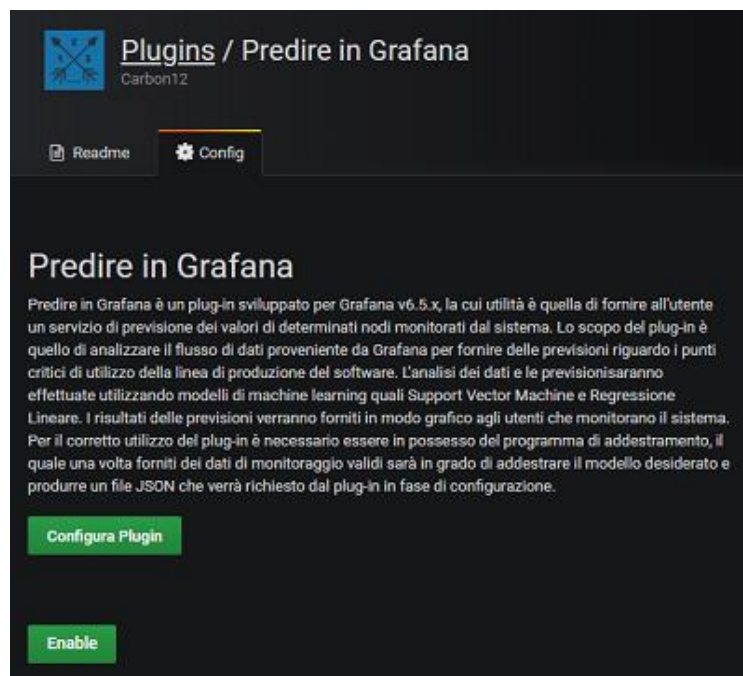 Plugins / Predire in Grafana
Carbon12
Readme
Config
Predire in Grafana
Predire in Grafana è un plug-in sviluppato per Grafana v6.5.x, la cui utilità è quella di fornire all'utente
un servizio di previsione dei valori di determinati nodi monitorati dal sistema. Lo scopo del plug-in è
quello di analizzare il flusso di dati proveniente da Grafana per fornire delle previsioni riguardo i punti
critici di utilizzo della linea di produzione del software. L'analisi dei dati e le previsionisaranno
effettuate utilizzando modelli di machine learning quali Support Vector Machine e Regressione
Lineare. I risultati delle previsioni verranno forniti in modo grafico agli utenti che monitorano il sistema.
Per il corretto utilizzo del plug-in è necessario essere in possesso del programma di addestramento, il
quale una volta forniti dei dati di monitoraggio validi sarà in grado di addestrare il modello desiderato e
produrre un file JSON che verrà richiesto dal plug-in in fase di configurazione.
Configura Plugin
Enable